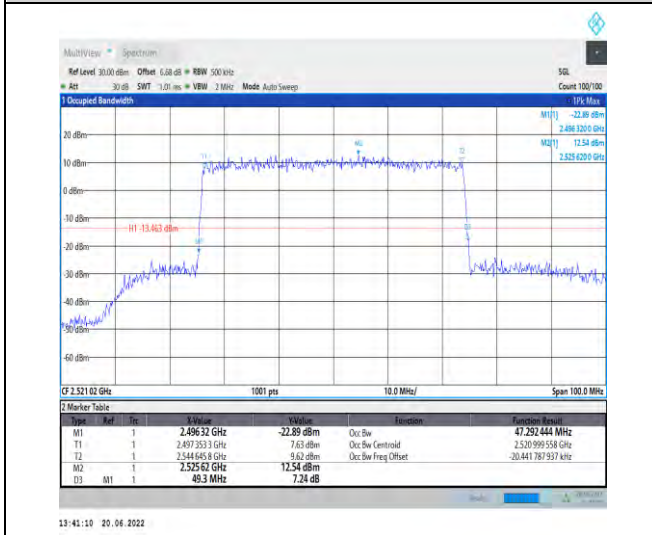 MultiView Spectrum
Ref Level 30.00 dBm Offset 6.68 dB RBW 500 kHz SGL
Att 30 dB SWT 1.01 ms VBW 2 MHz Mode Auto Sweep Count 100/100
1 Occupied Bandwidth 1Pk Max
M1[1] -22.89 dBm
2.496 320 0 GHz
M2[1] 12.54 dBm
2.525 620 0 GHz
20 dBm
M2
10 dBm
0 dBm
-10 dBm
H1 -13.463 dBm
-20 dBm
-30 dBm
-40 dBm
-50 dBm
-60 dBm
CF 2.521 02 GHz 1001 pts 10.0 MHz/ Span 100.0 MHz
2 Marker Table
Type Ref Trc X-Value Y-Value Function Function Result
M1 1 2.496 32 GHz -22.89 dBm Occ Bw 47.292 444 MHz
T1 1 2.497 353 3 GHz 7.63 dBm Occ Bw Centroid 2.520 999 558 GHz
T2 1 2.544 645 8 GHz 9.62 dBm Occ Bw Freq Offset -20.441 787 937 kHz
M2 1 2.525 62 GHz 12.54 dBm
D3 M1 1 49.3 MHz 7.24 dB
13:41:10 20.06.2022